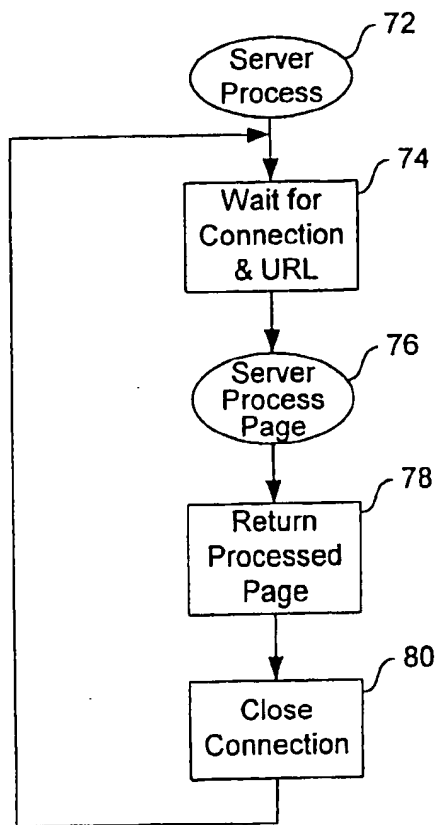 72
Server
Process
74
Wait for
Connection
& URL
76
Server
Process
Page
78
Return
Processed
Page
80
Close
Connection